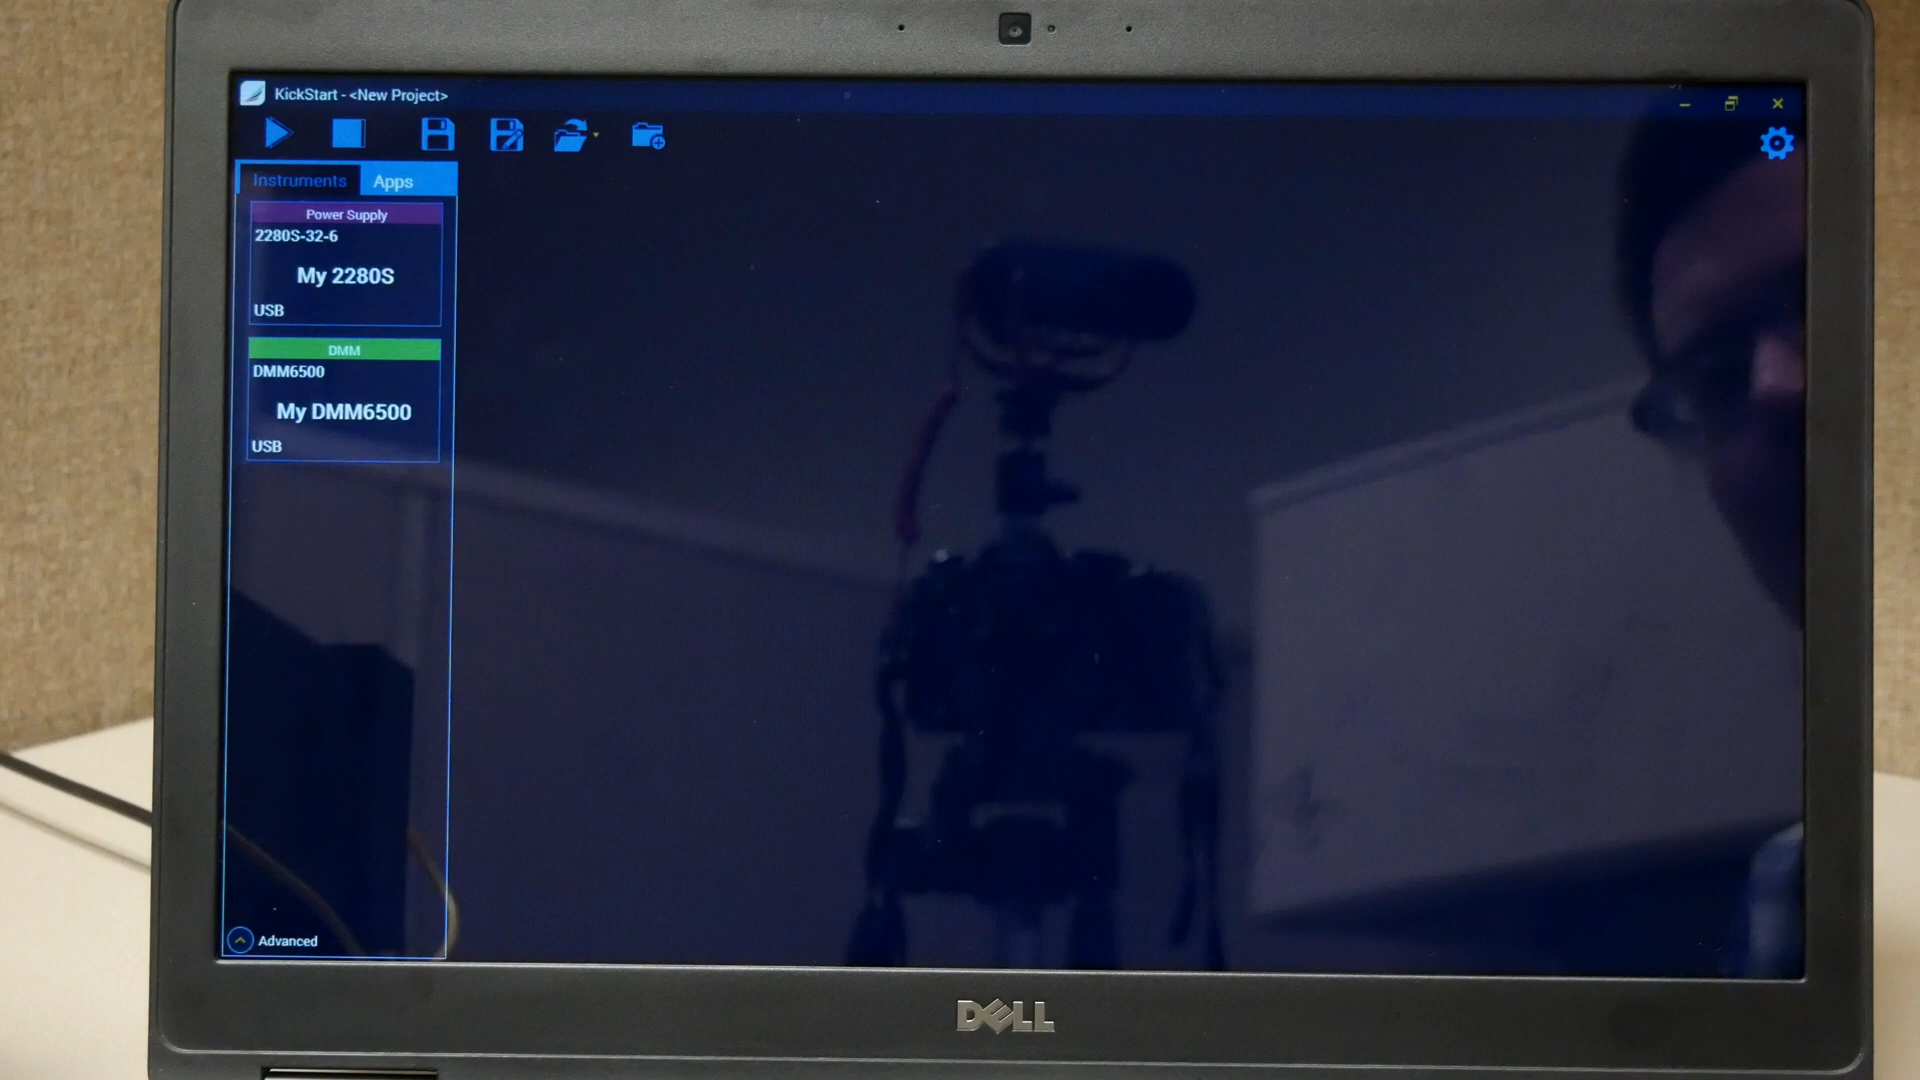 KickStart - <New Project>
Instruments
Apps
Power Supply
2280S-32-6
My 2280S
USB
DMM
DMM6500
My DMM6500
USB
Advanced
DELL